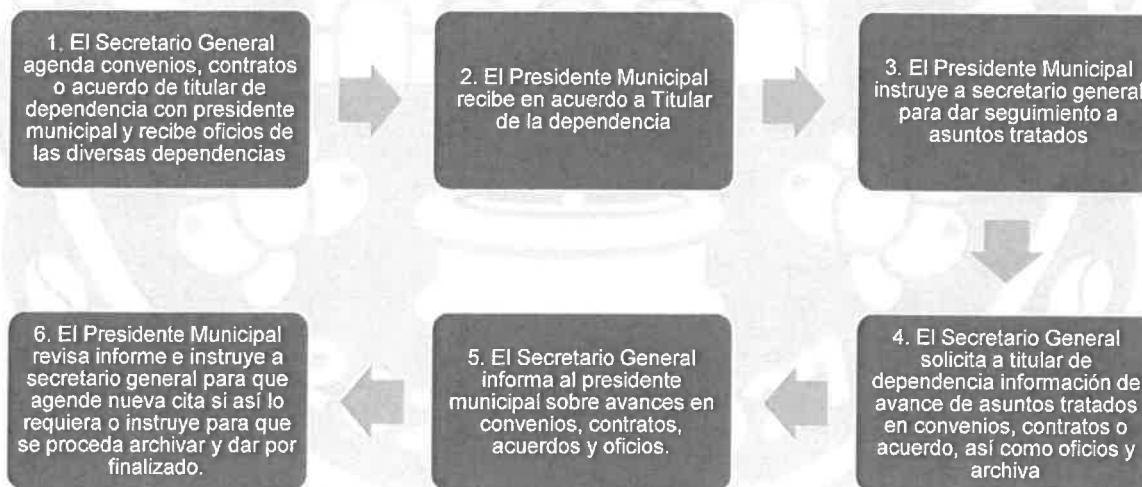 1. El Secretario General
agenda convenios, contratos
o acuerdo de titular de
dependencia con presidente
municipal y recibe oficios de
las diversas dependencias
2. El Presidente Municipal
recibe en acuerdo a Titular
de la dependencia
3. El Presidente Municipal
instruye a secretario general
para dar seguimiento a
asuntos tratados
4. El Secretario General
solicita a titular de
dependencia información de
avance de asuntos tratados
en convenios, contratos o
acuerdo, así como oficios y
archiva
5. El Secretario General
informa al presidente
municipal sobre avances en
convenios, contratos,
acuerdos y oficios.
6. El Presidente Municipal
revisa informe e instruye a
secretario general para que
agende nueva cita si así lo
requiera o instruye para que
se proceda archivar y dar por
finalizado.